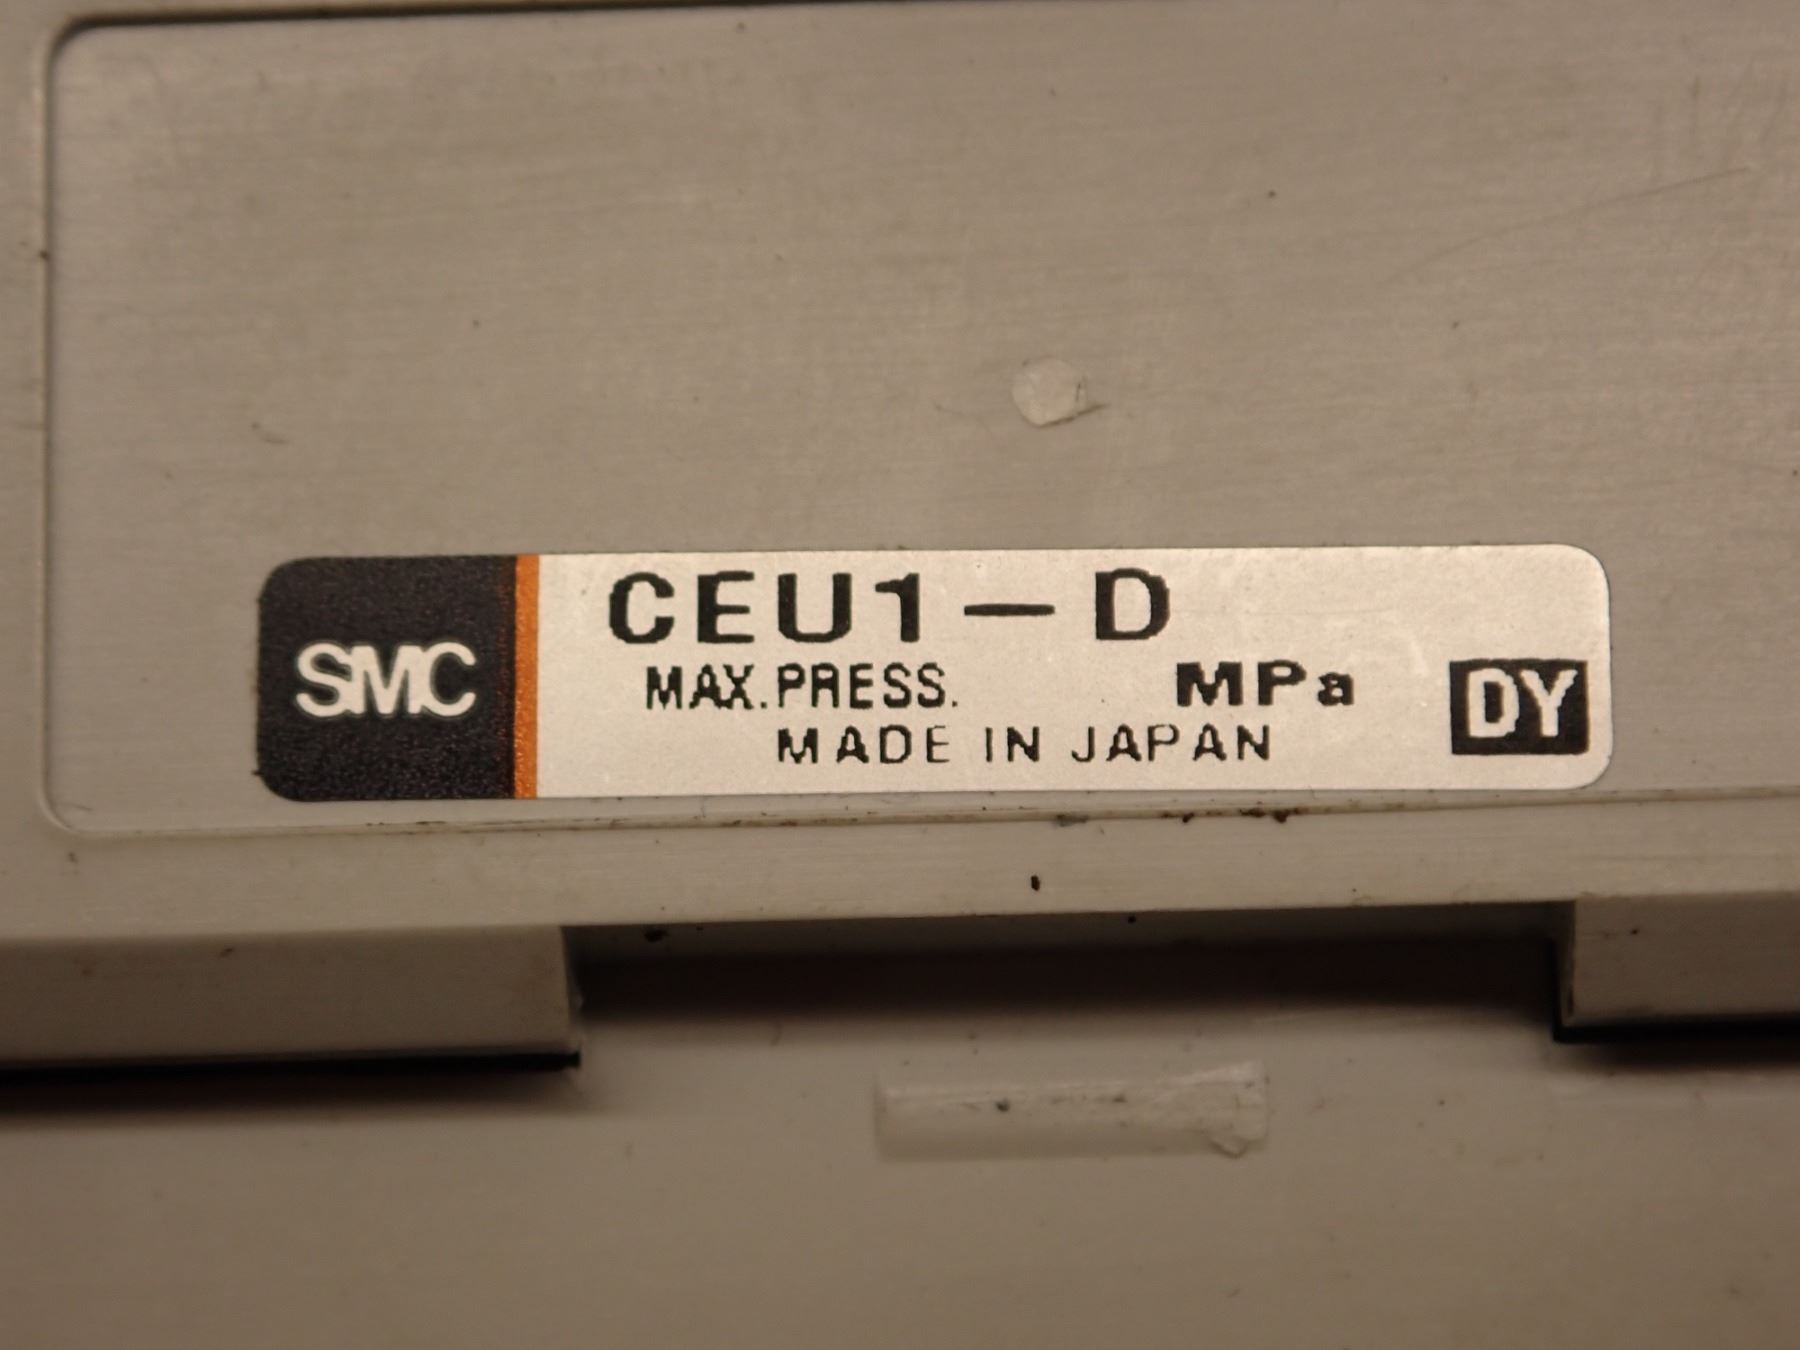 SMC
CEU1-D
MAX.PRESS. MPa
MADE IN JAPAN
DY